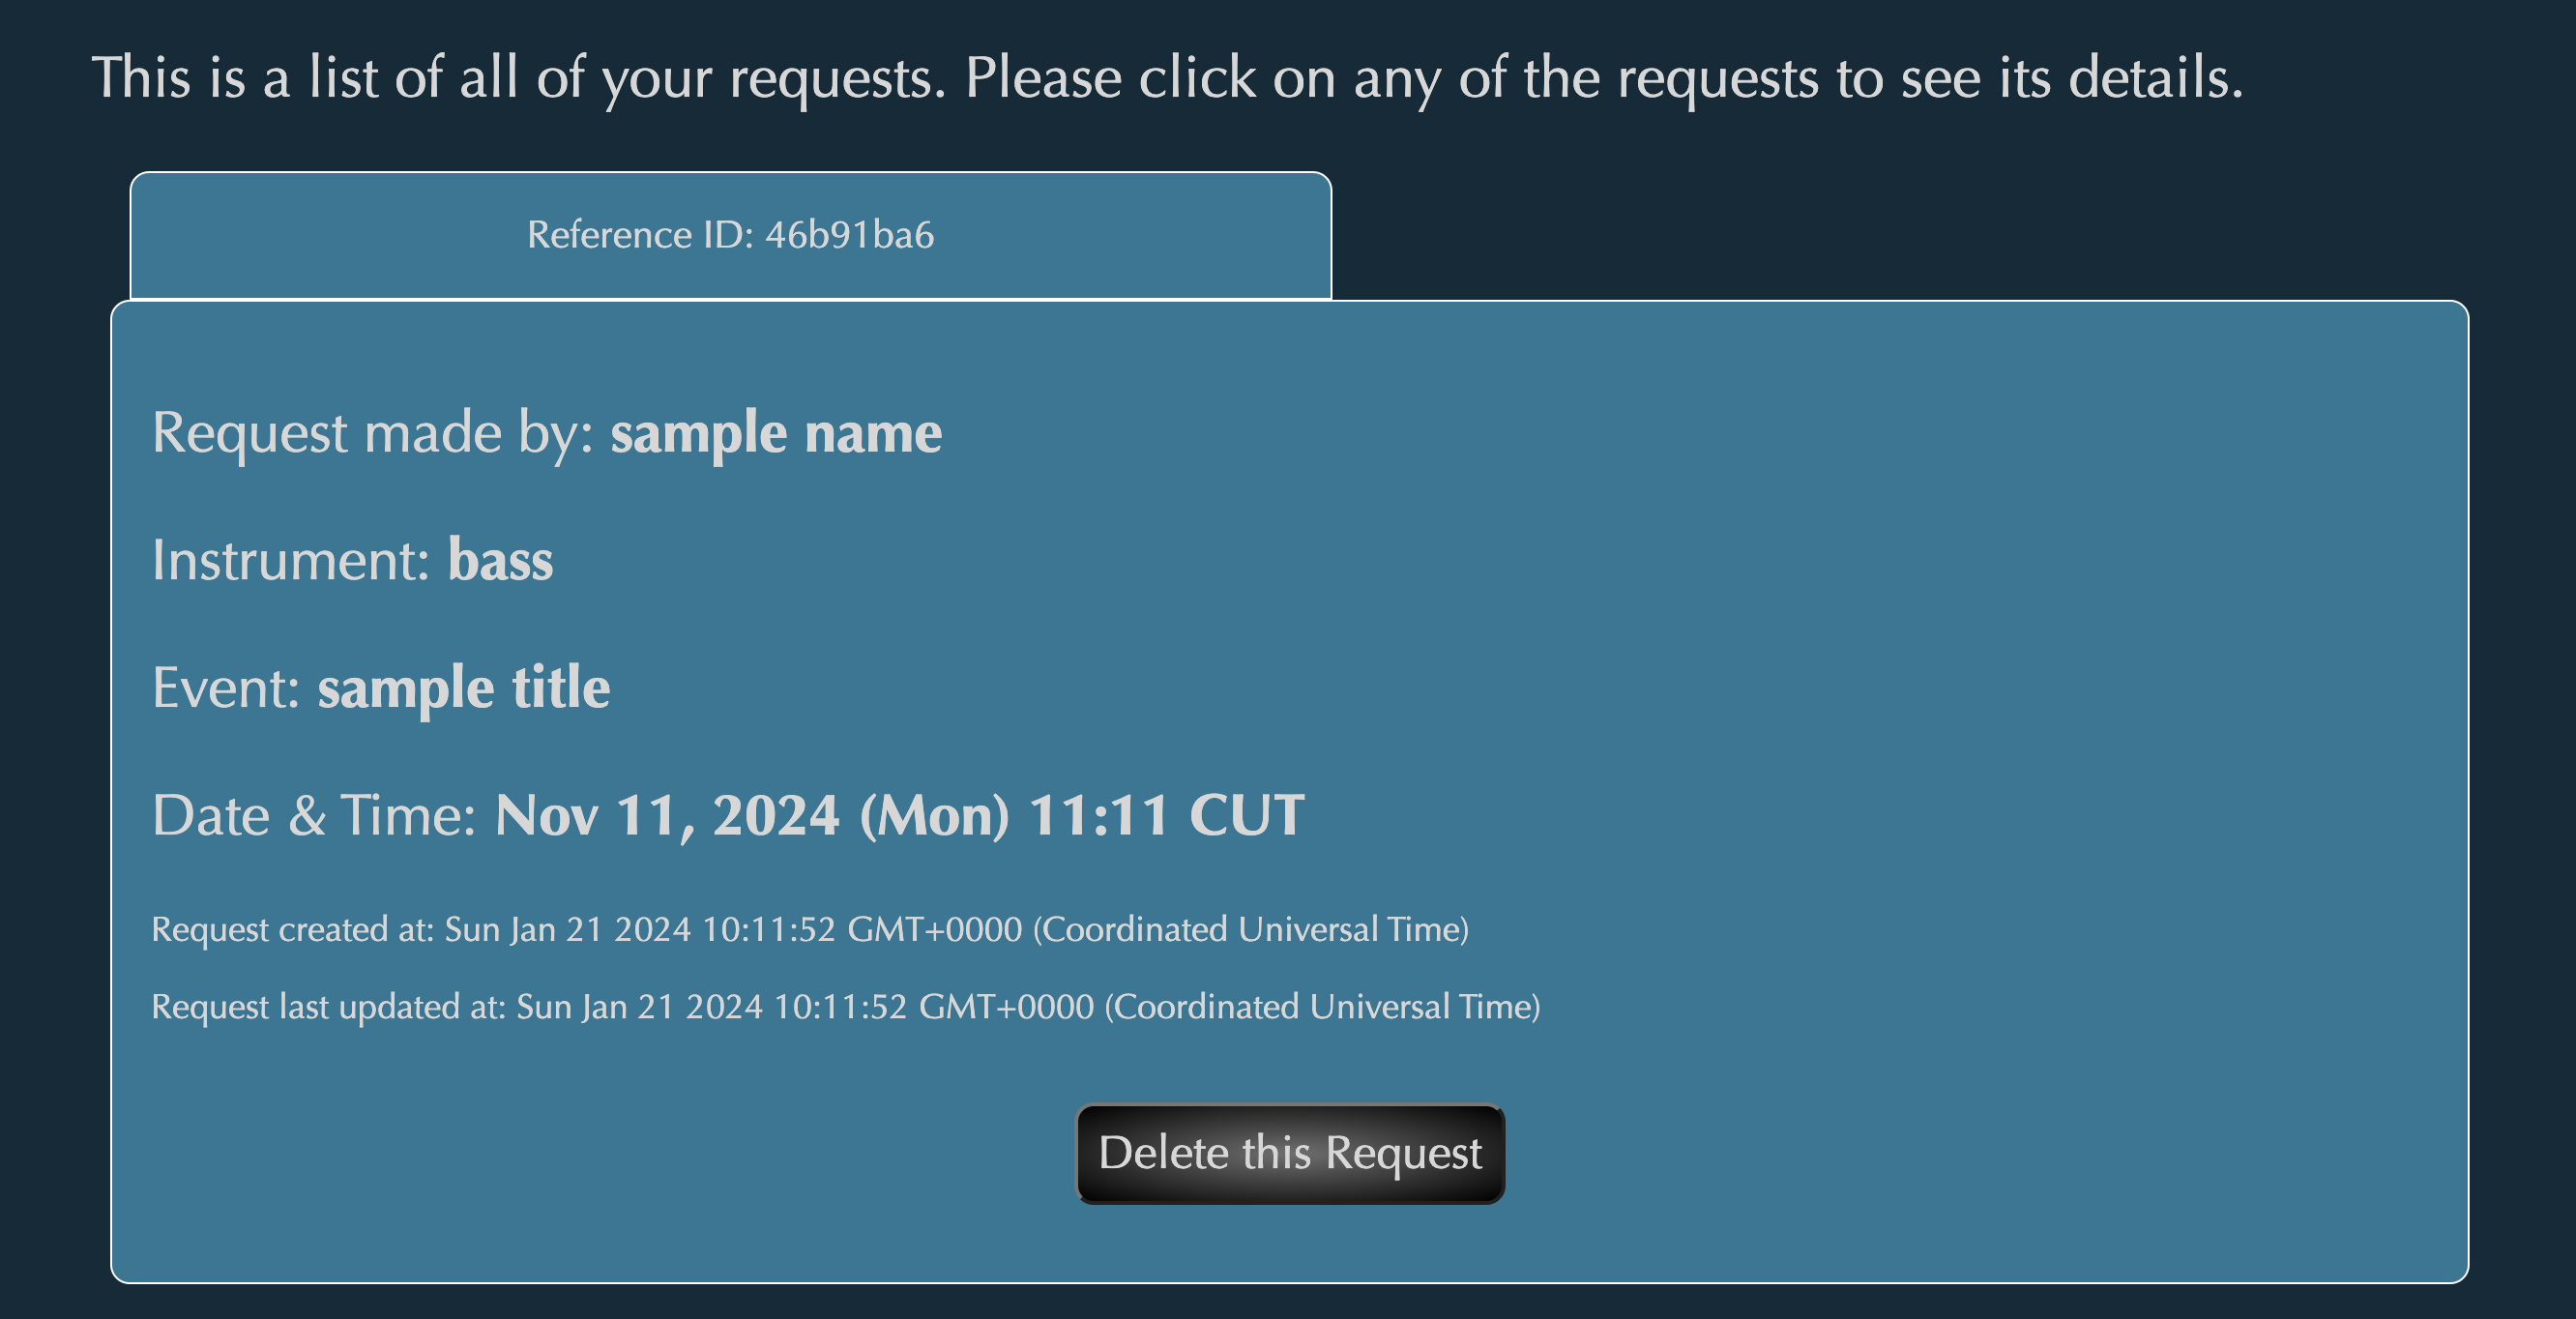 This is a list of all of your requests. Please click on any of the requests to see its details.
Reference ID: 46b91ba6
Request made by: sample name
Instrument: bass
Event: sample title
Date & Time: Nov 11, 2024 (Mon) 11:11 CUT
Request created at: Sun Jan 21 2024 10:11:52 GMT+0000 (Coordinated Universal Time)
Request last updated at: Sun Jan 21 2024 10:11:52 GMT+0000 (Coordinated Universal Time)
Delete this Request